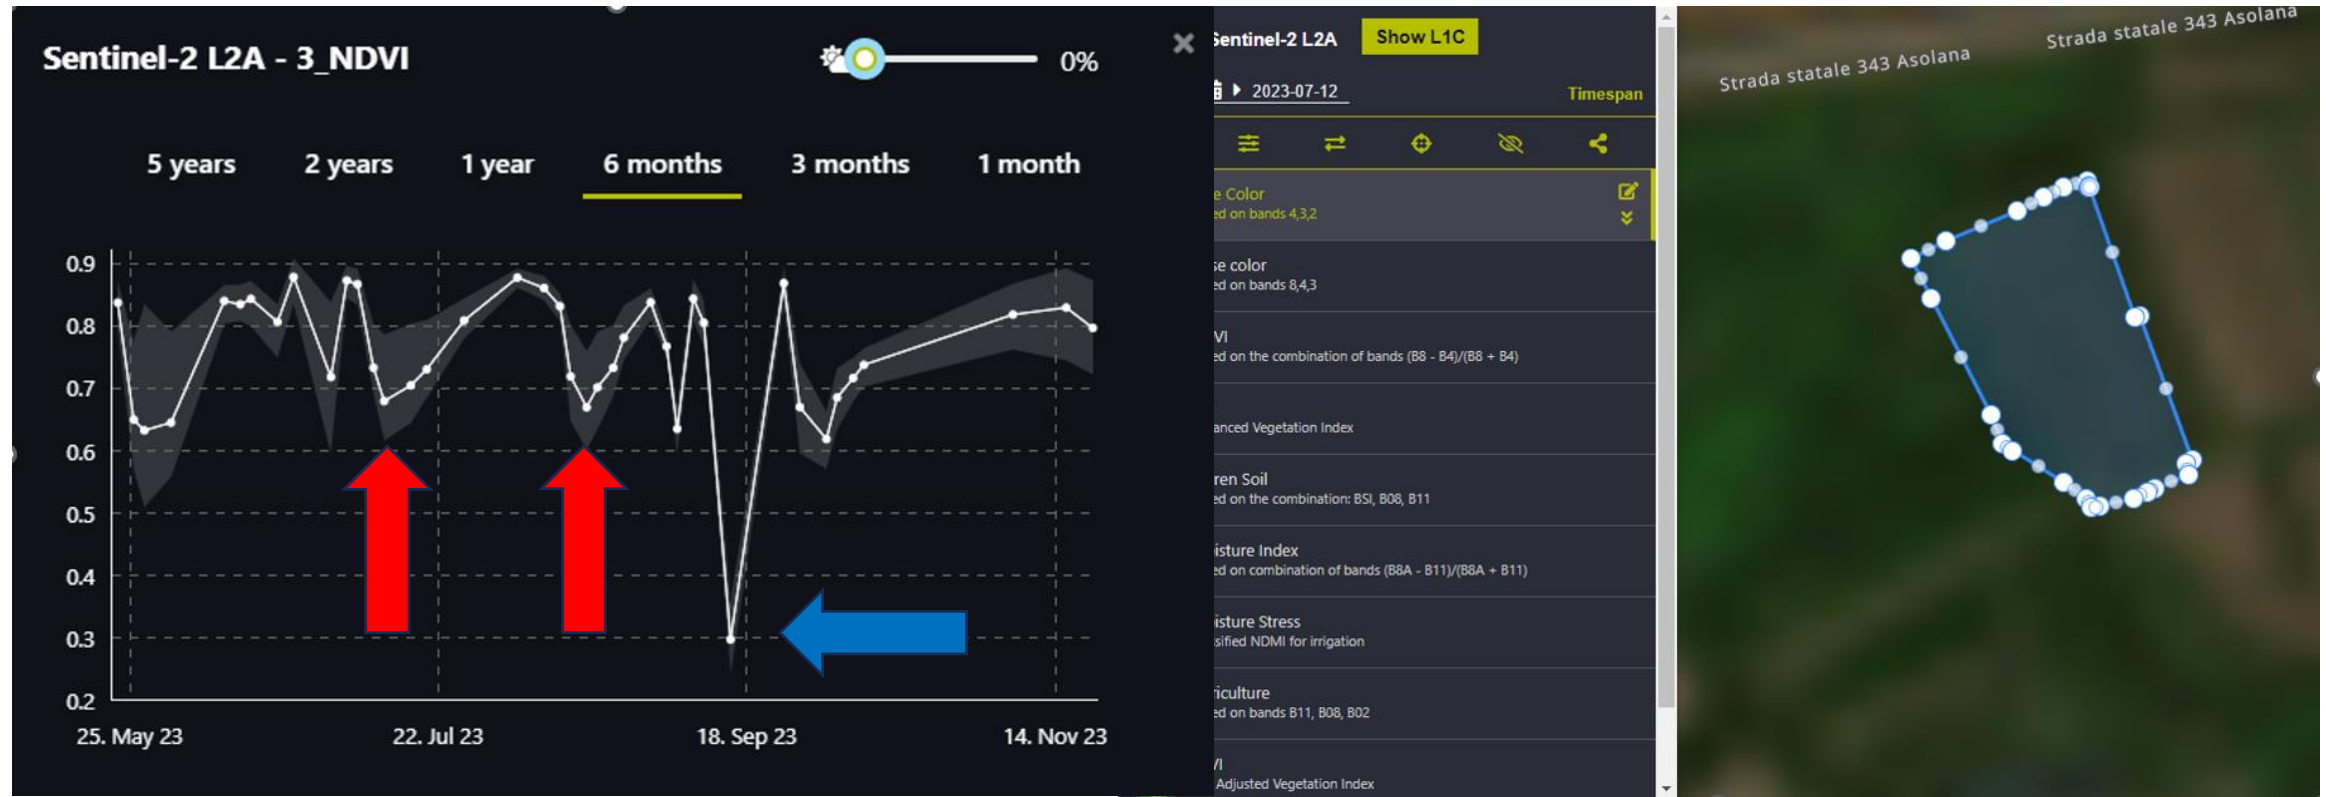 Sentinel-2 L2A - 3_NDVI
0%
5 years
2 years
1 year
6 months
3 months
1 month
0.9
0.8
0.7
0.6
0.5
0.4
0.3
0.2
25. May 23
22. Jul 23
18. Sep 23
14. Nov 23
Sentinel-2 L2A
Show L1C
2023-07-12
Timespan
e Color
ed on bands 4,3,2
se color
ed on bands 8,4,3
VI
ed on the combination of bands (B8 - B4)/(B8 + B4)
anced Vegetation Index
ren Soil
ed on the combination: BSI, B08, B11
isture Index
ed on combination of bands (B8A - B11)/(B8A + B11)
isture Stress
sified NDMI for irrigation
riculture
ed on bands B11, B08, B02
VI
Adjusted Vegetation Index
Strada statale 343 Asolana
Strada statale 343 Asolana